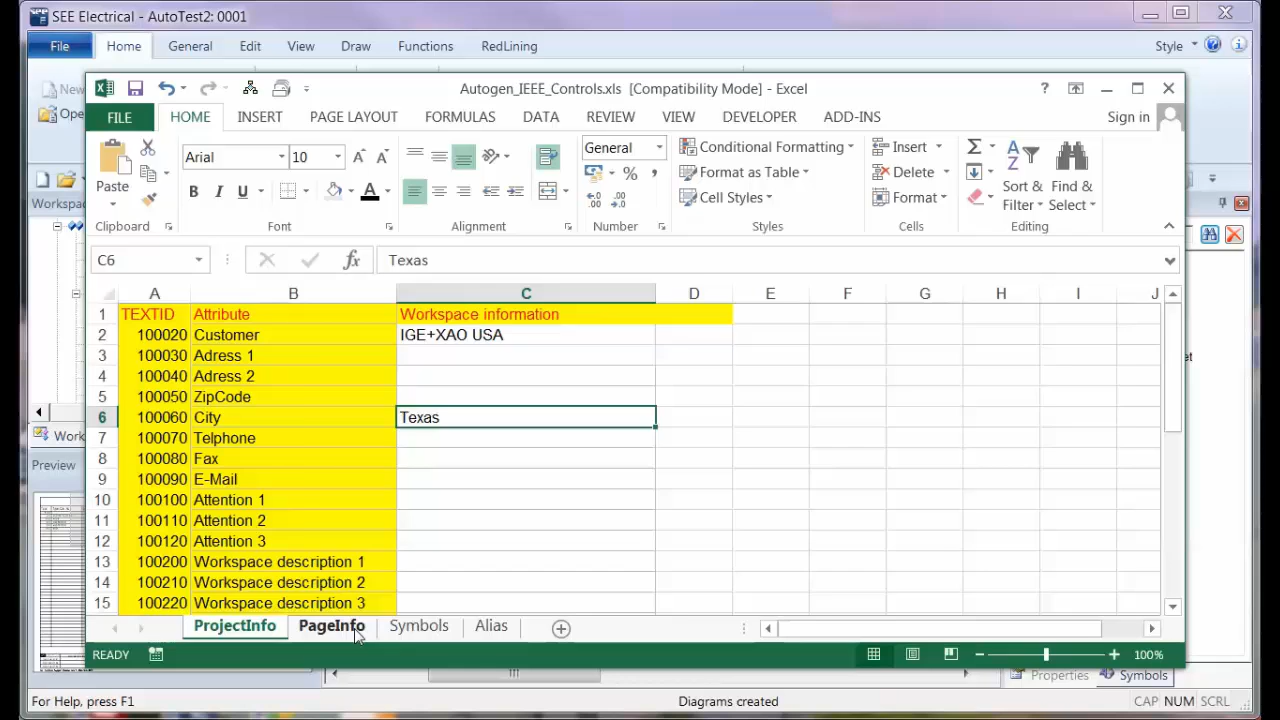 SEE Electrical - AutoTest2: 0001
File Home General Edit View Draw Functions RedLining Style
New
Ope
Autogen_IEEE_Controls.xls [Compatibility Mode] - Excel
FILE HOME INSERT PAGE LAYOUT FORMULAS DATA REVIEW VIEW DEVELOPER ADD-INS Sign in
Arial 10 General Conditional Formatting Insert
Paste Format as Table Delete Sort & Find &
B I U Cell Styles Format Filter Select
Clipboard Font Alignment Number Styles Cells Editing
Workspac
C6 Texas
A B C D E F G H I J
1 TEXTID Attribute Workspace information
2 100020 Customer IGE+XAO USA
3 100030 Adress 1
4 100040 Adress 2
5 100050 ZipCode
6 100060 City Texas
7 100070 Telphone
8 100080 Fax
9 100090 E-Mail
10 100100 Attention 1
11 100110 Attention 2
12 100120 Attention 3
13 100200 Workspace description 1
14 100210 Workspace description 2
15 100220 Workspace description 3
Work
Preview
ProjectInfo PageInfo Symbols Alias
READY 100%
Properties Symbols
For Help, press F1 Diagrams created CAP NUM SCRL